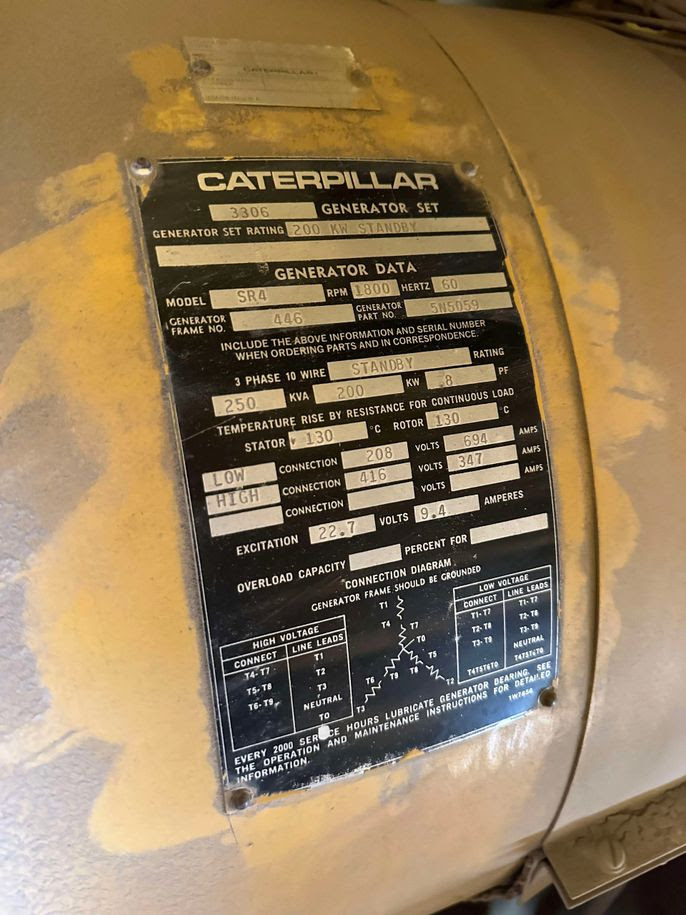 CATERPILLAR
CATERPILLAR
3306 GENERATOR SET
GENERATOR SET RATING 200 KW STANDBY
GENERATOR DATA
MODEL SR4 RPM 1800 HERTZ 60
GENERATOR FRAME NO. 446 GENERATOR PART NO. 5N5059
INCLUDE THE ABOVE INFORMATION AND SERIAL NUMBER
WHEN ORDERING PARTS AND IN CORRESPONDENCE.
3 PHASE 10 WIRE STANDBY RATING
250 KVA 200 KW .8 PF
TEMPERATURE RISE BY RESISTANCE FOR CONTINUOUS LOAD
STATOR 130 °C ROTOR 130 °C
LOW CONNECTION 208 VOLTS 694 AMPS
HIGH CONNECTION 416 VOLTS 347 AMPS
CONNECTION VOLTS AMPS
EXCITATION 22.7 VOLTS 9.4 AMPERES
OVERLOAD CAPACITY PERCENT FOR
CONNECTION DIAGRAM
GENERATOR FRAME SHOULD BE GROUNDED
HIGH VOLTAGE
CONNECT LINE LEADS
T4-T7 T1
T5-T8 T2
T6-T9 T3
NEUTRAL
T0
T1
T4 T7
T0
T6 T9 T8 T5
T3 T2
LOW VOLTAGE
CONNECT LINE LEADS
T1-T7 T1-T7
T2-T8 T2-T8
T3-T9 T3-T9
NEUTRAL
T4T5T6T0 T4T5T6T0
EVERY 2000 SERVICE HOURS LUBRICATE GENERATOR BEARING. SEE
THE OPERATION AND MAINTENANCE INSTRUCTIONS FOR DETAILED
INFORMATION.